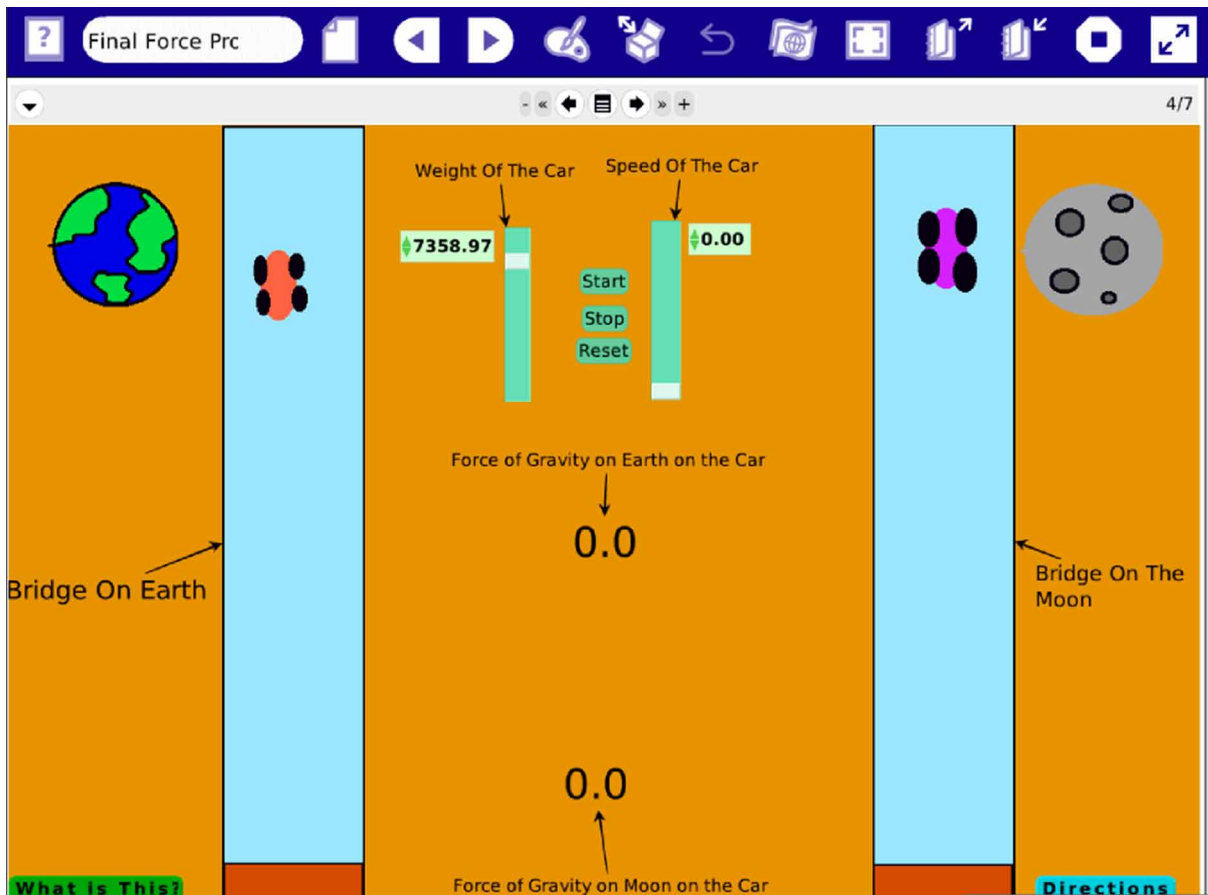 ?
Final Force Prc
- « » +
4/7
Weight Of The Car
Speed Of The Car
7358.97
0.00
Start
Stop
Reset
Force of Gravity on Earth on the Car
0.0
Bridge On Earth
Bridge On The
Moon
0.0
What is This?
Force of Gravity on Moon on the Car
Directions